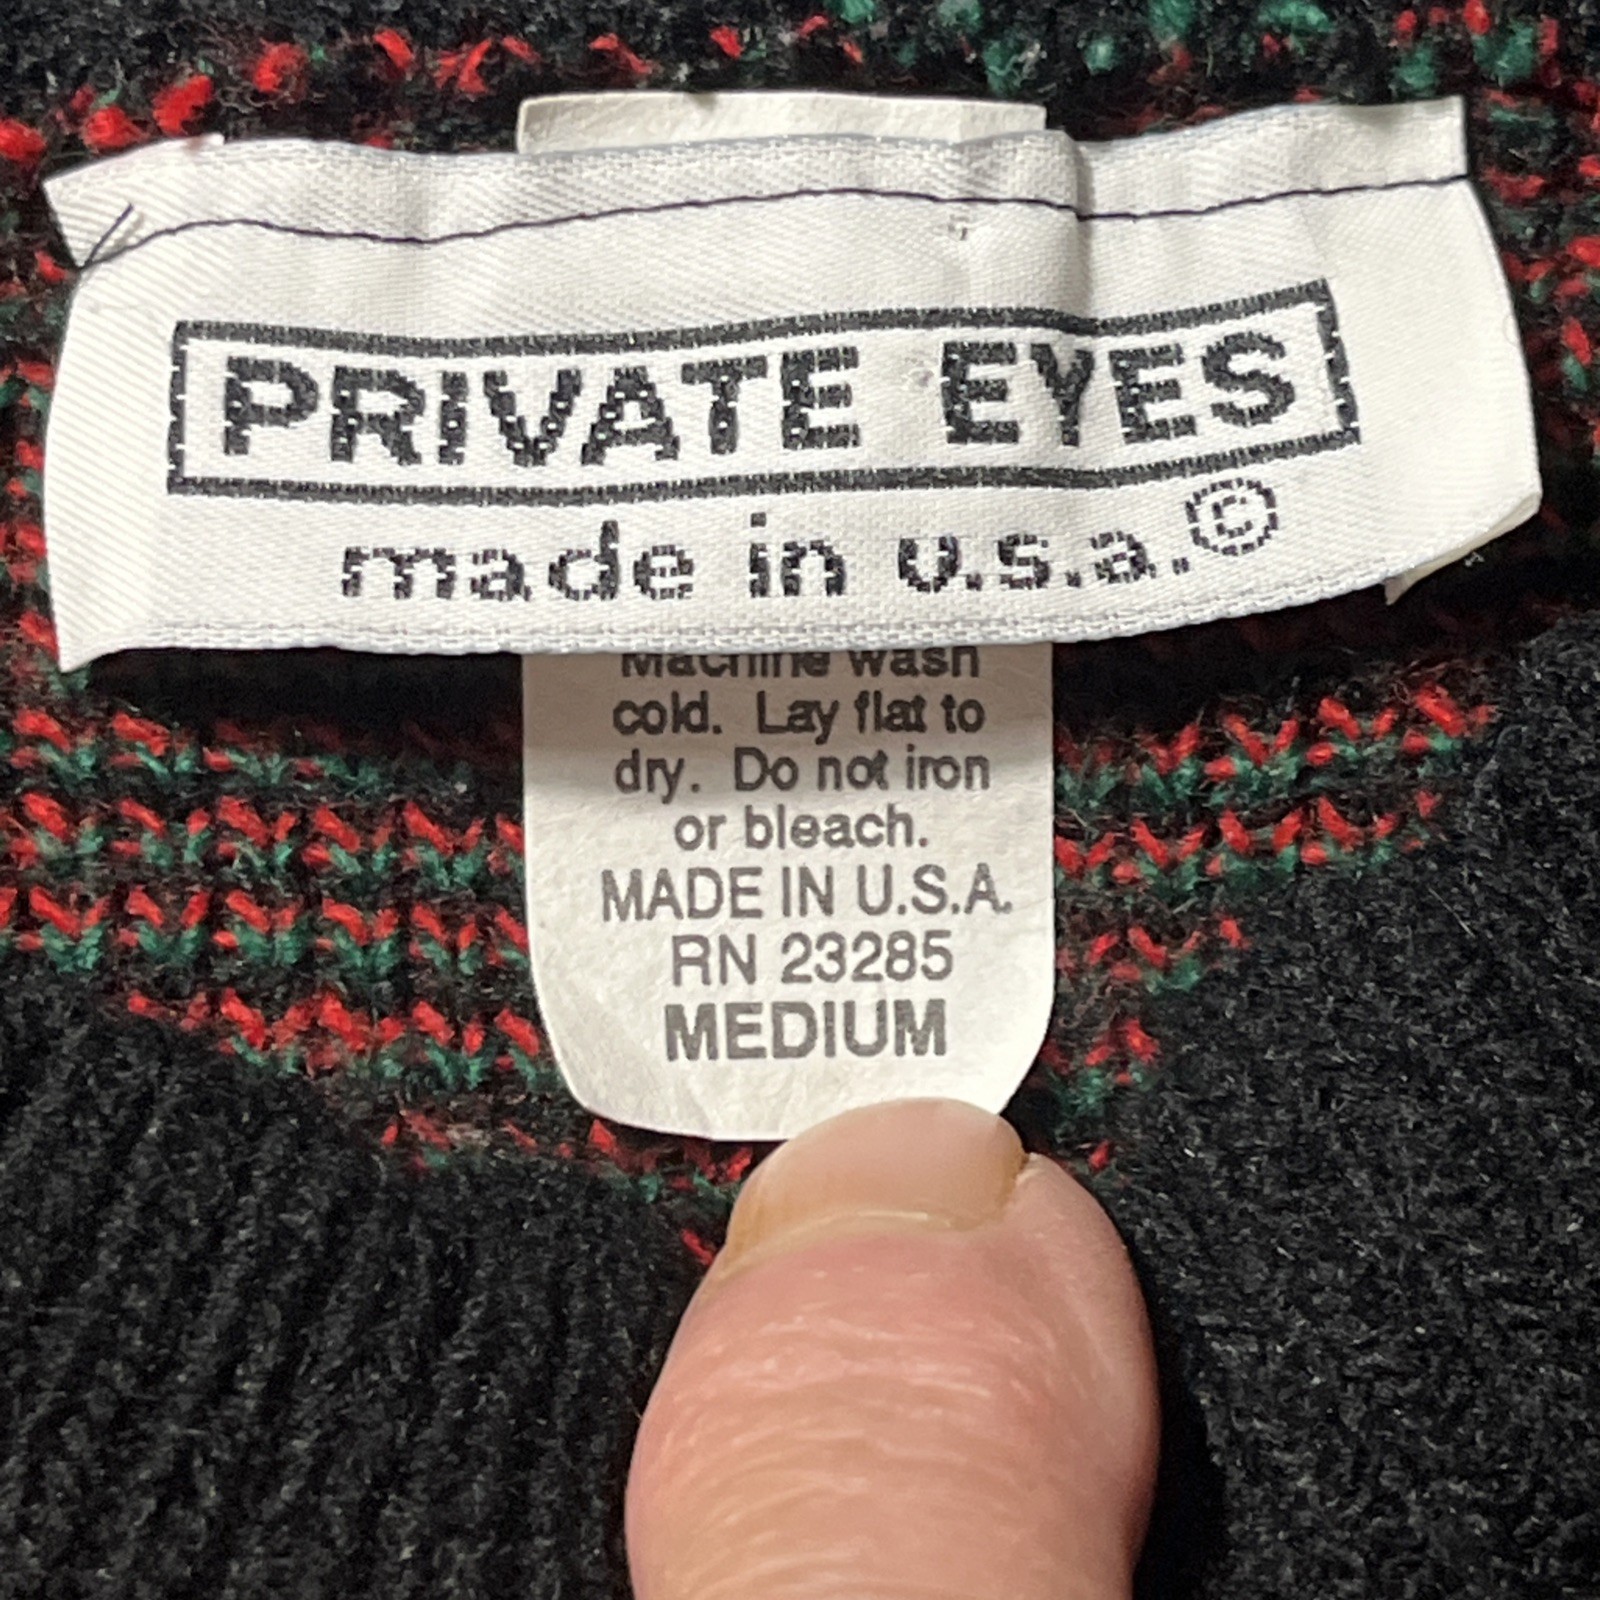 PRIVATE EYES
made in u.s.a.©
Machine wash
cold. Lay flat to
dry. Do not iron
or bleach.
MADE IN U.S.A.
RN 23285
MEDIUM